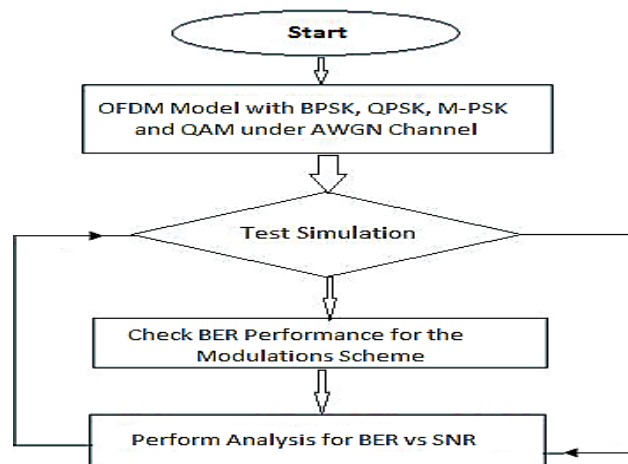 Start
OFDM Model with BPSK, QPSK, M-PSK
and QAM under AWGN Channel
Test Simulation
Check BER Performance for the
Modulations Scheme
Perform Analysis for BER vs SNR